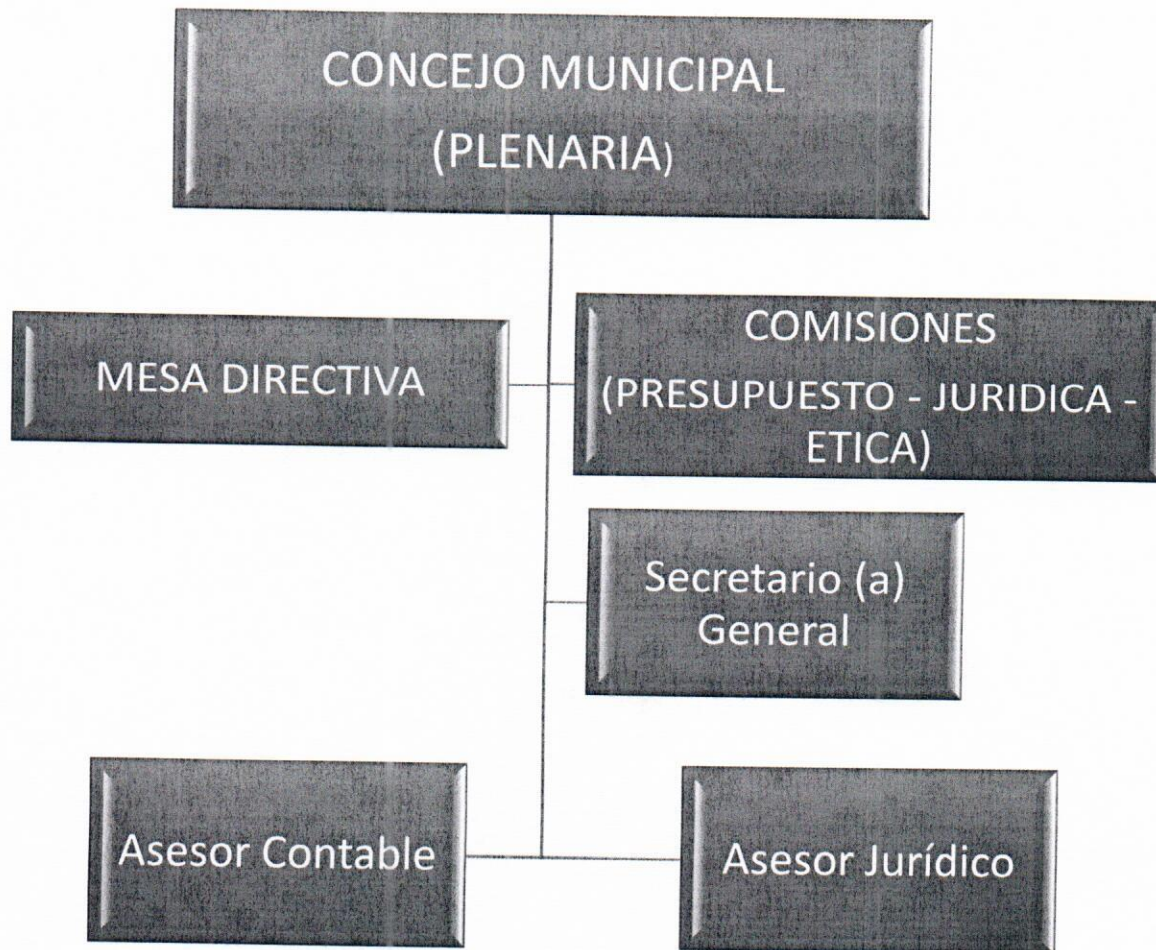 CONCEJO MUNICIPAL
(PLENARIA)
MESA DIRECTIVA
COMISIONES
(PRESUPUESTO - JURIDICA -
ETICA)
Secretario (a)
General
Asesor Contable
Asesor Jurídico